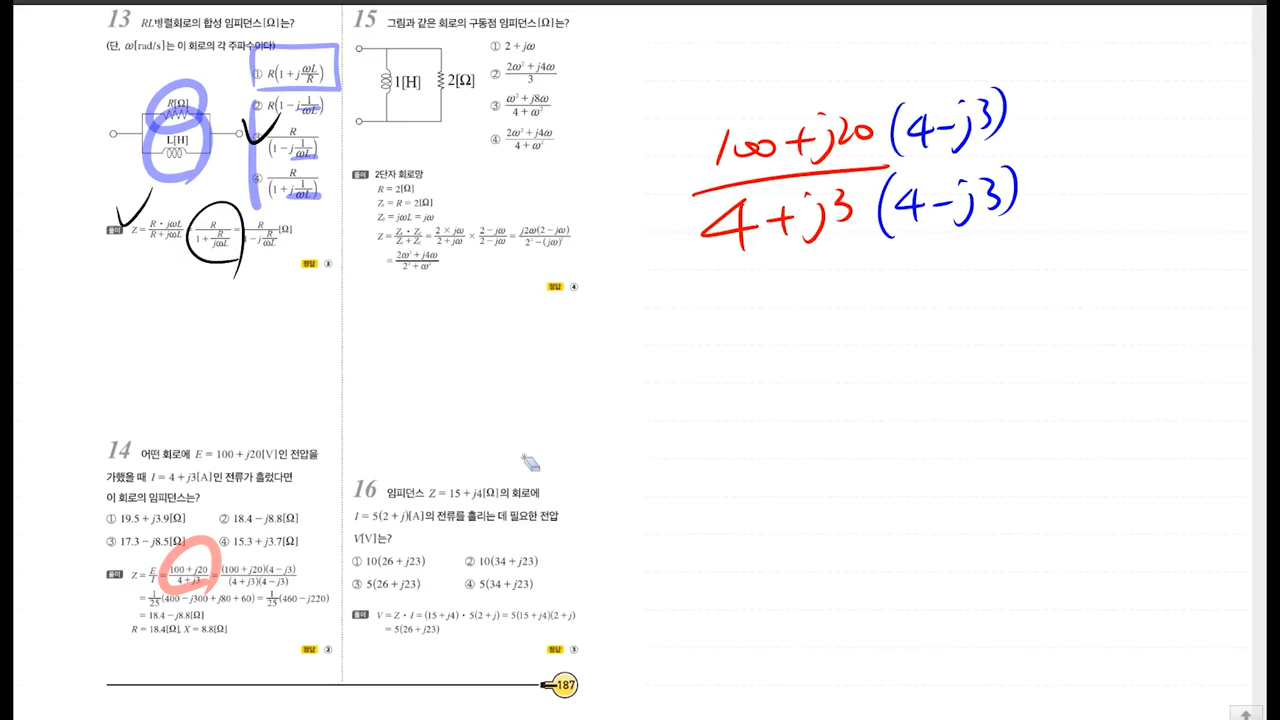 13 RL병렬회로의 합성 임피던스[Ω]는?
(단, ω[rad/s]는 이 회로의 각 주파수이다)
R[Ω]
L[H]
① R(1+j ωL/R)
② R(1−j 1/ωL)
R/(1−j 1/ωL)
④ R/(1+j 1/ωL)
풀이 Z = R·jωL/R+jωL = R/(1+R/jωL) = R/(1−j R/ωL) [Ω]
정답 ③
14 어떤 회로에 E = 100 + j20[V]인 전압을
가했을 때 I = 4 + j3[A]인 전류가 흘렀다면
이 회로의 임피던스는?
① 19.5 + j3.9[Ω] ② 18.4 − j8.8[Ω]
③ 17.3 − j8.5[Ω] ④ 15.3 + j3.7[Ω]
풀이 Z = E/I = 100+j20/4+j3 = (100+j20)(4−j3)/(4+j3)(4−j3)
= 1/25(400−j300+j80+60) = 1/25(460−j220)
= 18.4 − j8.8[Ω]
R = 18.4[Ω], X = 8.8[Ω]
정답 ②
15 그림과 같은 회로의 구동점 임피던스[Ω]는?
1[H]
2[Ω]
① 2 + jω
② 2ω²+j4ω/3
③ ω²+j8ω/4+ω²
④ 2ω²+j4ω/4+ω²
풀이 2단자 회로망
R = 2[Ω]
Z₁ = R = 2[Ω]
Z₂ = jωL = jω
Z = Z₁·Z₂/Z₁+Z₂ = 2×jω/2+jω × 2−jω/2−jω = j2ω(2−jω)/2²−(jω)²
= 2ω²+j4ω/2²+ω²
정답 ④
16 임피던스 Z = 15 + j4[Ω]의 회로에
I = 5(2 + j)[A]의 전류를 흘리는 데 필요한 전압
V[V]는?
① 10(26 + j23) ② 10(34 + j23)
③ 5(26 + j23) ④ 5(34 + j23)
풀이 V = Z · I = (15 + j4) · 5(2 + j) = 5(15 + j4)(2 + j)
= 5(26 + j23)
정답 ③
187
100+j20 (4-j3)
4+j3 (4-j3)